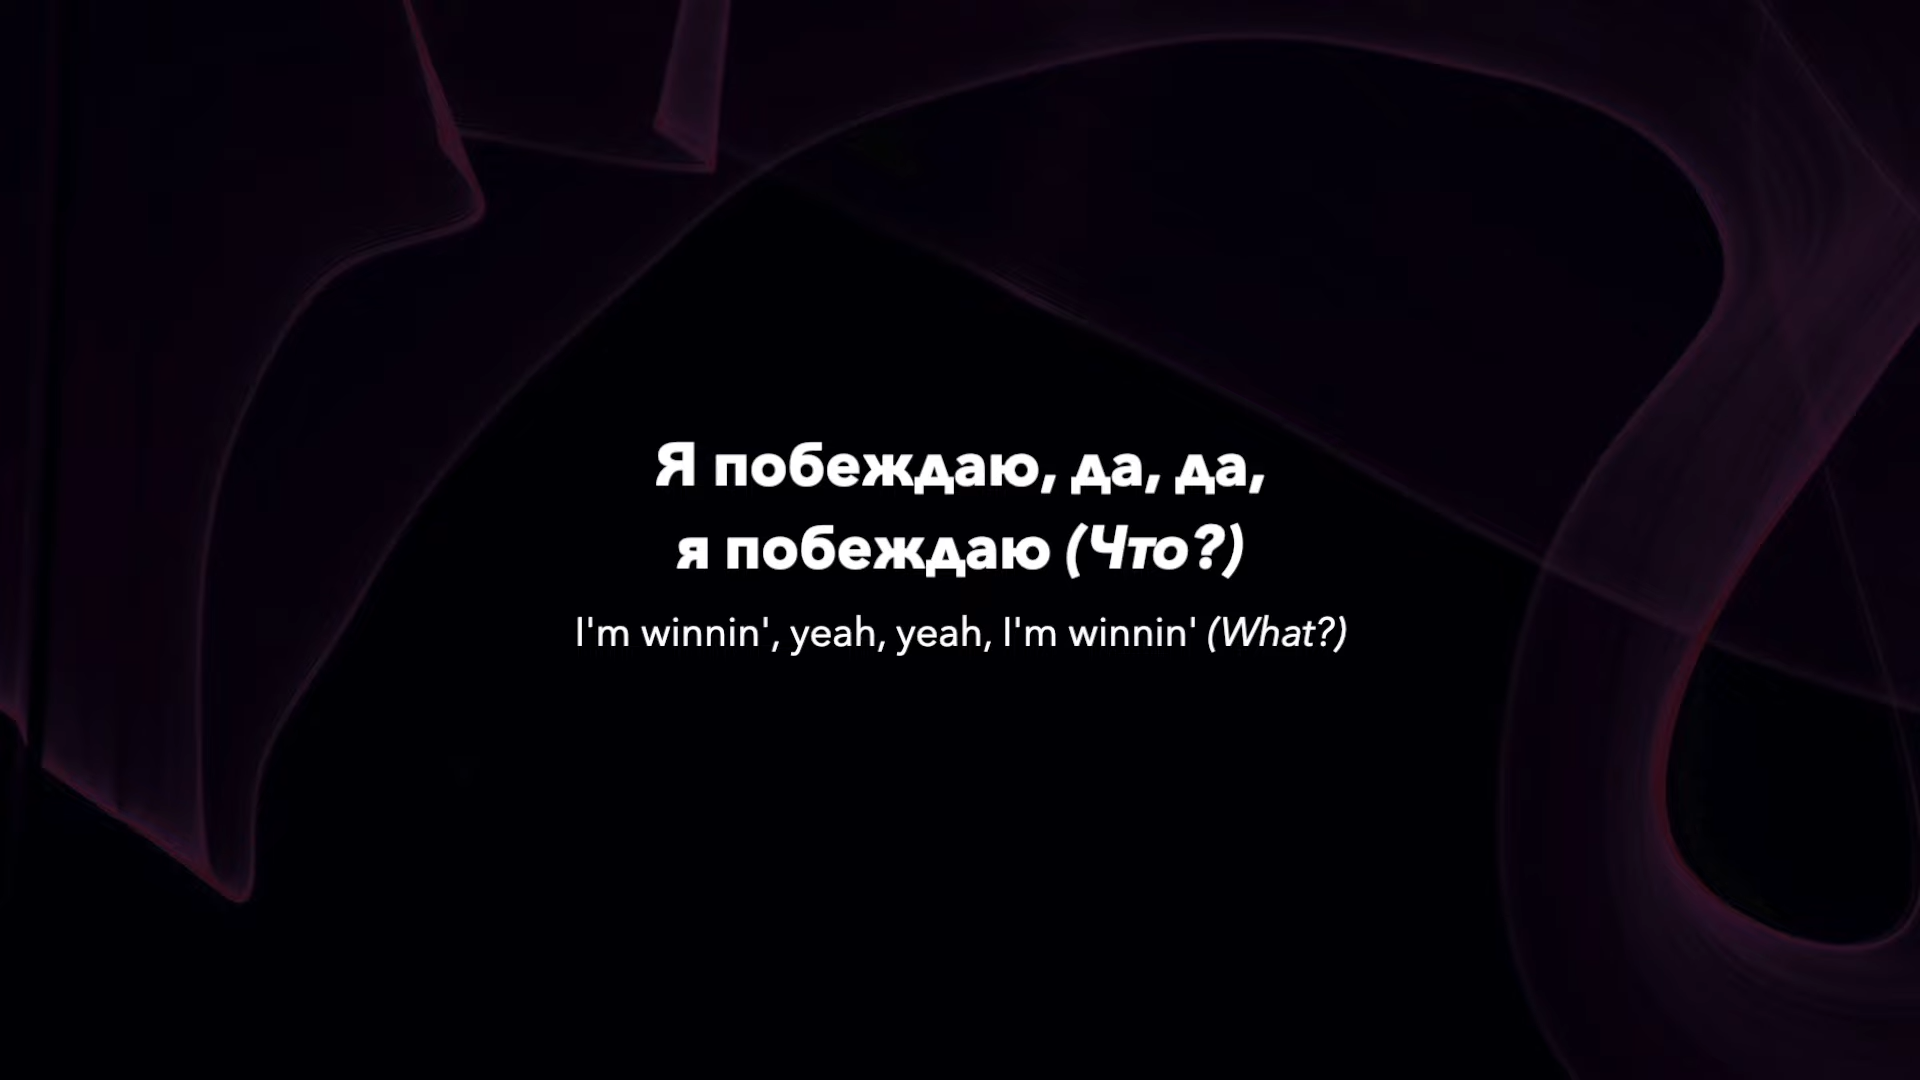 Я побеждаю, да, да,
я побеждаю (Что?)
I'm winnin', yeah, yeah, I'm winnin' (What?)